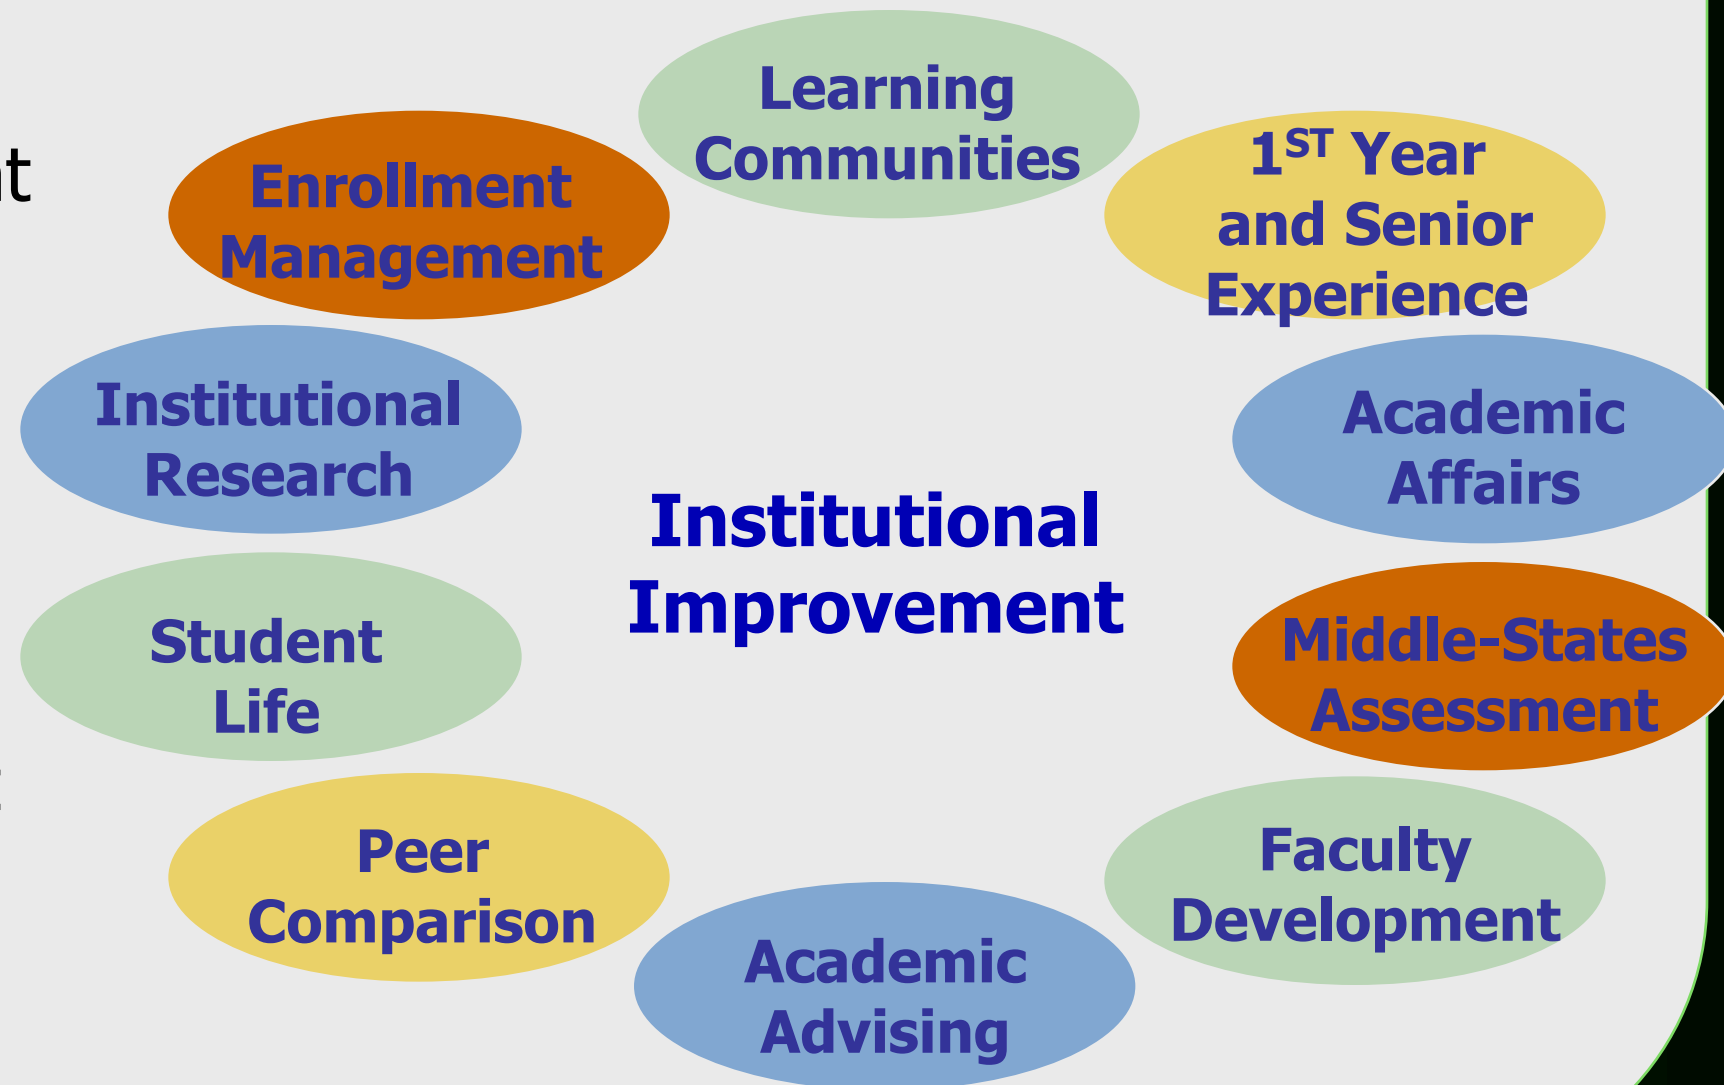 Learning
Communities
1ST Year
and Senior
Experience
Enrollment
Management
Institutional
Research
Academic
Affairs
Institutional
Improvement
Student
Life
Middle-States
Assessment
Peer
Comparison
Faculty
Development
Academic
Advising